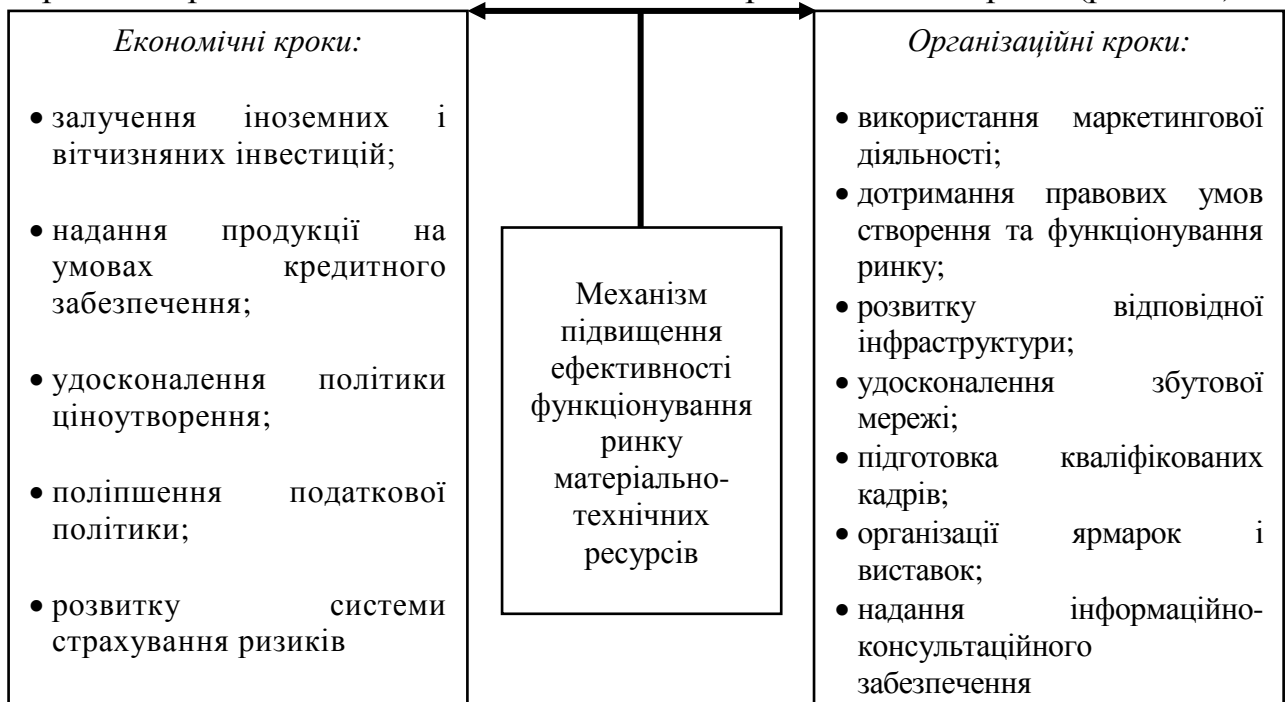 Економічні кроки:
• залучення іноземних і
вітчизняних інвестицій;
• надання продукції на
умовах кредитного
забезпечення;
• удосконалення політики
ціноутворення;
• поліпшення податкової
політики;
• розвитку системи
страхування ризиків
Механізм
підвищення
ефективності
функціонування
ринку
матеріально-
технічних
ресурсів
Організаційні кроки:
• використання маркетингової
діяльності;
• дотримання правових умов
створення та функціонування
ринку;
• розвитку відповідної
інфраструктури;
• удосконалення збутової
мережі;
• підготовка кваліфікованих
кадрів;
• організації ярмарок і
виставок;
• надання інформаційно-
консультаційного
забезпечення